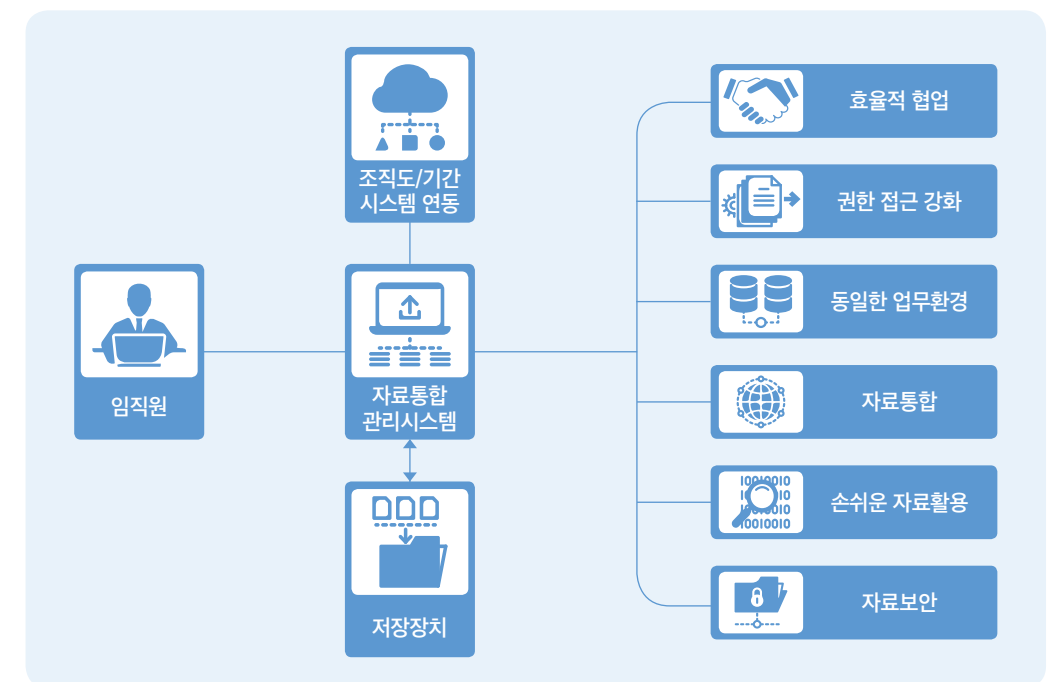 조직도/기간
시스템 연동
임직원
자료통합
관리시스템
저장장치
효율적 협업
권한 접근 강화
동일한 업무환경
자료통합
손쉬운 자료활용
10010010
10010010
자료보안